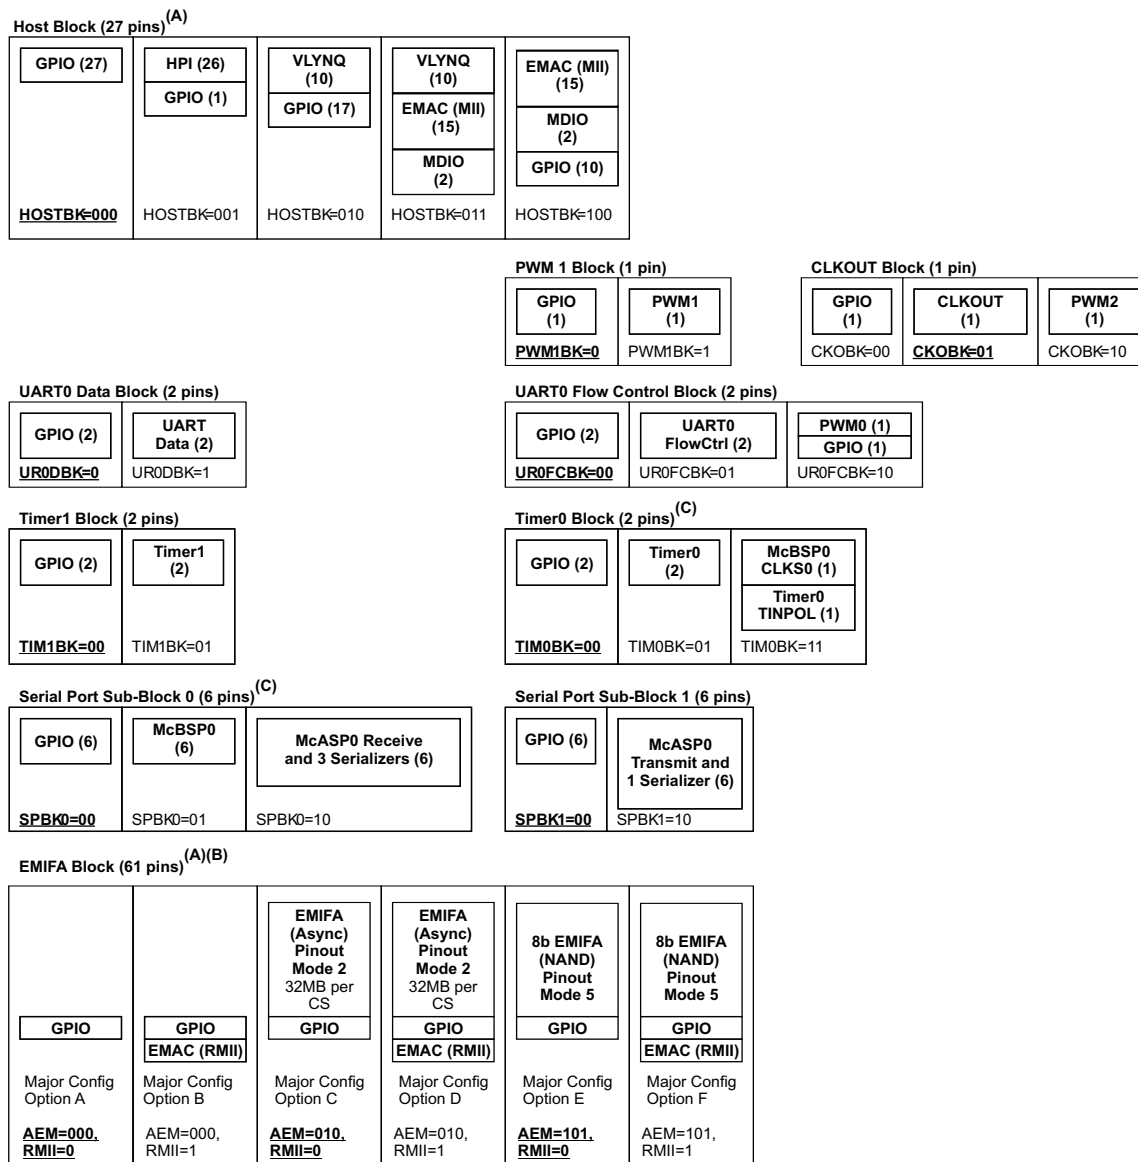 Host Block (27 pins)(A)
GPIO (27)
HOSTBK=000
HPI (26)
GPIO (1)
HOSTBK=001
VLYNQ
(10)
GPIO (17)
HOSTBK=010
VLYNQ
(10)
EMAC (MII)
(15)
MDIO
(2)
HOSTBK=011
EMAC (MII)
(15)
MDIO
(2)
GPIO (10)
HOSTBK=100
PWM 1 Block (1 pin)
GPIO
(1)
PWM1BK=0
PWM1
(1)
PWM1BK=1
CLKOUT Block (1 pin)
GPIO
(1)
CKOBK=00
CLKOUT
(1)
CKOBK=01
PWM2
(1)
CKOBK=10
UART0 Data Block (2 pins)
GPIO (2)
UR0DBK=0
UART
Data (2)
UR0DBK=1
UART0 Flow Control Block (2 pins)
GPIO (2)
UR0FCBK=00
UART0
FlowCtrl (2)
UR0FCBK=01
PWM0 (1)
GPIO (1)
UR0FCBK=10
Timer1 Block (2 pins)
GPIO (2)
TIM1BK=00
Timer1
(2)
TIM1BK=01
Timer0 Block (2 pins)(C)
GPIO (2)
TIM0BK=00
Timer0
(2)
TIM0BK=01
McBSP0
CLKS0 (1)
Timer0
TINPOL (1)
TIM0BK=11
Serial Port Sub-Block 0 (6 pins)(C)
GPIO (6)
SPBK0=00
McBSP0
(6)
SPBK0=01
McASP0 Receive
and 3 Serializers (6)
SPBK0=10
Serial Port Sub-Block 1 (6 pins)
GPIO (6)
SPBK1=00
McASP0
Transmit and
1 Serializer (6)
SPBK1=10
EMIFA Block (61 pins)(A)(B)
GPIO
Major Config
Option A
AEM=000,
RMII=0
GPIO
EMAC (RMII)
Major Config
Option B
AEM=000,
RMII=1
EMIFA
(Async)
Pinout
Mode 2
32MB per
CS
GPIO
Major Config
Option C
AEM=010,
RMII=0
EMIFA
(Async)
Pinout
Mode 2
32MB per
CS
GPIO
EMAC (RMII)
Major Config
Option D
AEM=010,
RMII=1
8b EMIFA
(NAND)
Pinout
Mode 5
GPIO
Major Config
Option E
AEM=101,
RMII=0
8b EMIFA
(NAND)
Pinout
Mode 5
GPIO
EMAC (RMII)
Major Config
Option F
AEM=101,
RMII=1